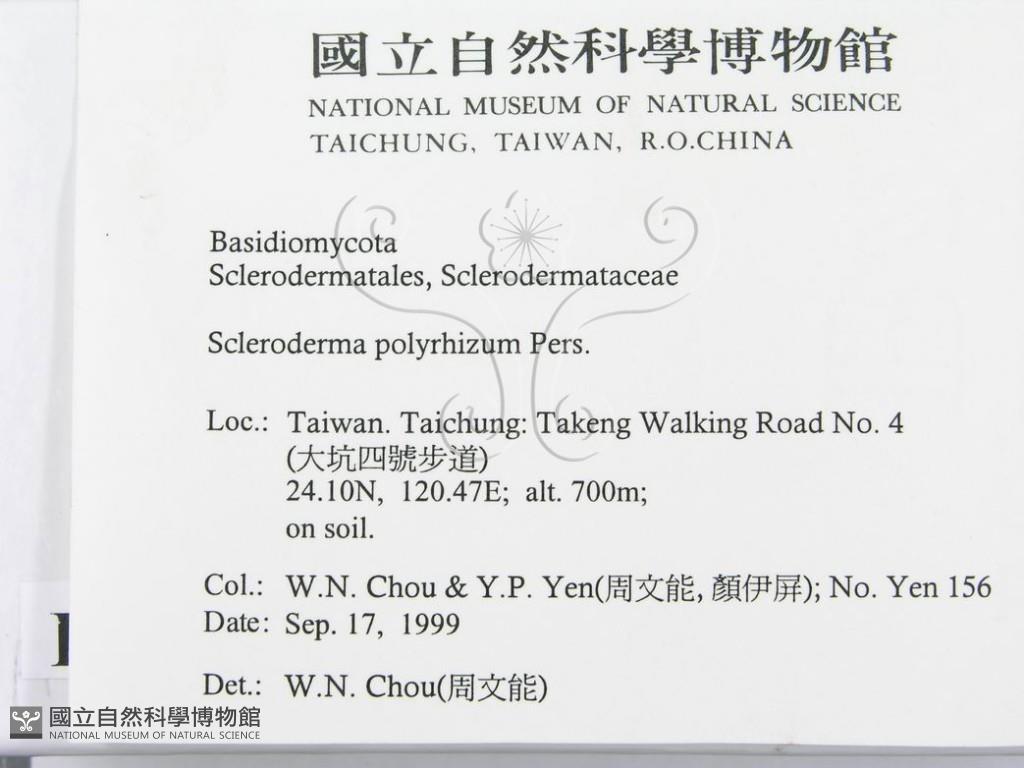 國立自然科學博物館
NATIONAL MUSEUM OF NATURAL SCIENCE
TAICHUNG, TAIWAN, R.O.CHINA
Basidiomycota
Sclerodermatales, Sclerodermataceae
Scleroderma polyrhizum Pers.
Loc.: Taiwan. Taichung: Takeng Walking Road No. 4
(大坑四號步道)
24.10N, 120.47E; alt. 700m;
on soil.
Col.: W.N. Chou & Y.P. Yen(周文能, 顏伊屏); No. Yen 156
Date: Sep. 17, 1999
Det.: W.N. Chou(周文能)
國立自然科學博物館
NATIONAL MUSEUM OF NATURAL SCIENCE